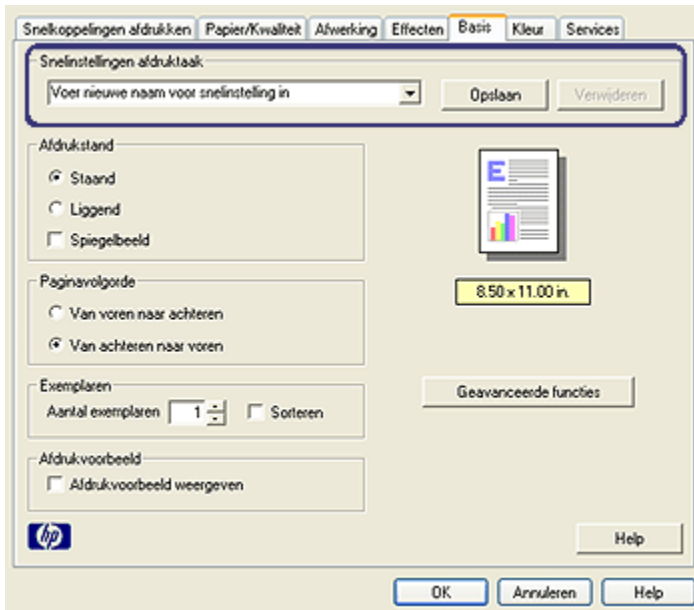 Snelkoppelingen afdrukken Papier/Kwaliteit Afwerking Effecten Basis Kleur Services
Snelinstellingen afdruktaak
Voer nieuwe naam voor snelinstelling in Opslaan Verwijderen
Afdrukstand
Staand
Liggend
Spiegelbeeld
E
8.50 x 11.00 in.
Paginavolgorde
Van voren naar achteren
Van achteren naar voren
Exemplaren
Aantal exemplaren 1 Sorteren
Geavanceerde functies
Afdrukvoorbeeld
Afdrukvoorbeeld weergeven
hp
Help
OK Annuleren Help